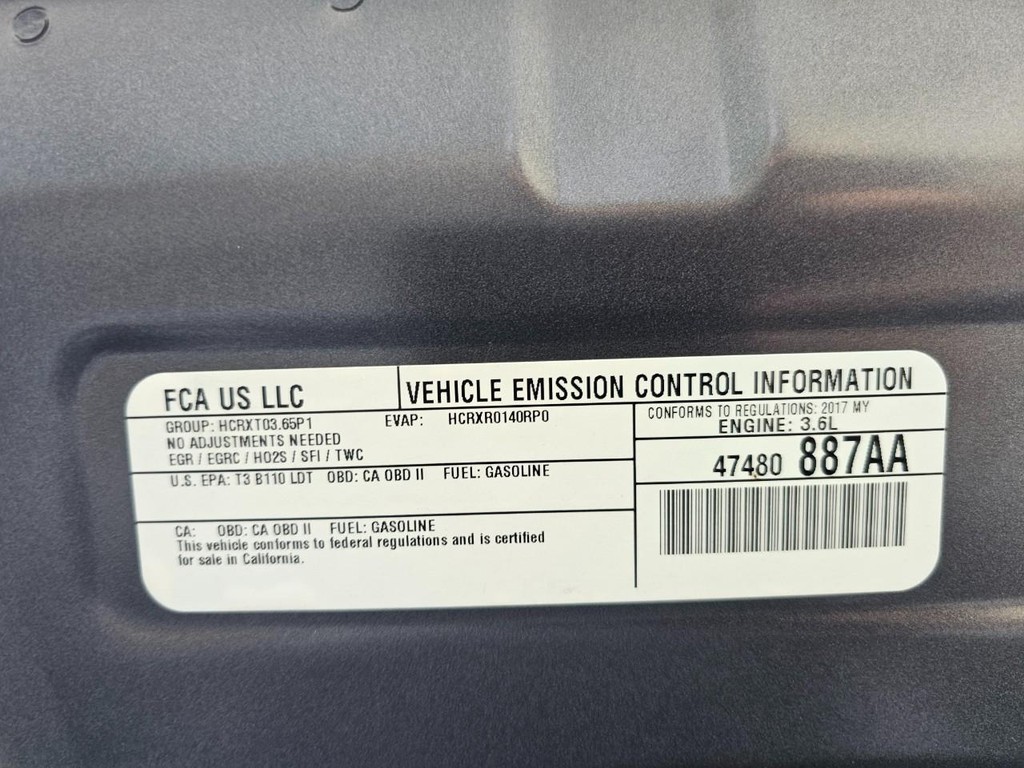 FCA US LLC
VEHICLE EMISSION CONTROL INFORMATION
GROUP: HCRXT03.65P1 EVAP: HCRXR0140RP0
NO ADJUSTMENTS NEEDED
EGR / EGRC / HO2S / SFI / TWC
CONFORMS TO REGULATIONS: 2017 MY
ENGINE: 3.6L
U.S. EPA: T3 B110 LDT OBD: CA OBD II FUEL: GASOLINE
47480 887AA
CA: OBD: CA OBD II FUEL: GASOLINE
This vehicle conforms to federal regulations and is certified
for sale in California.